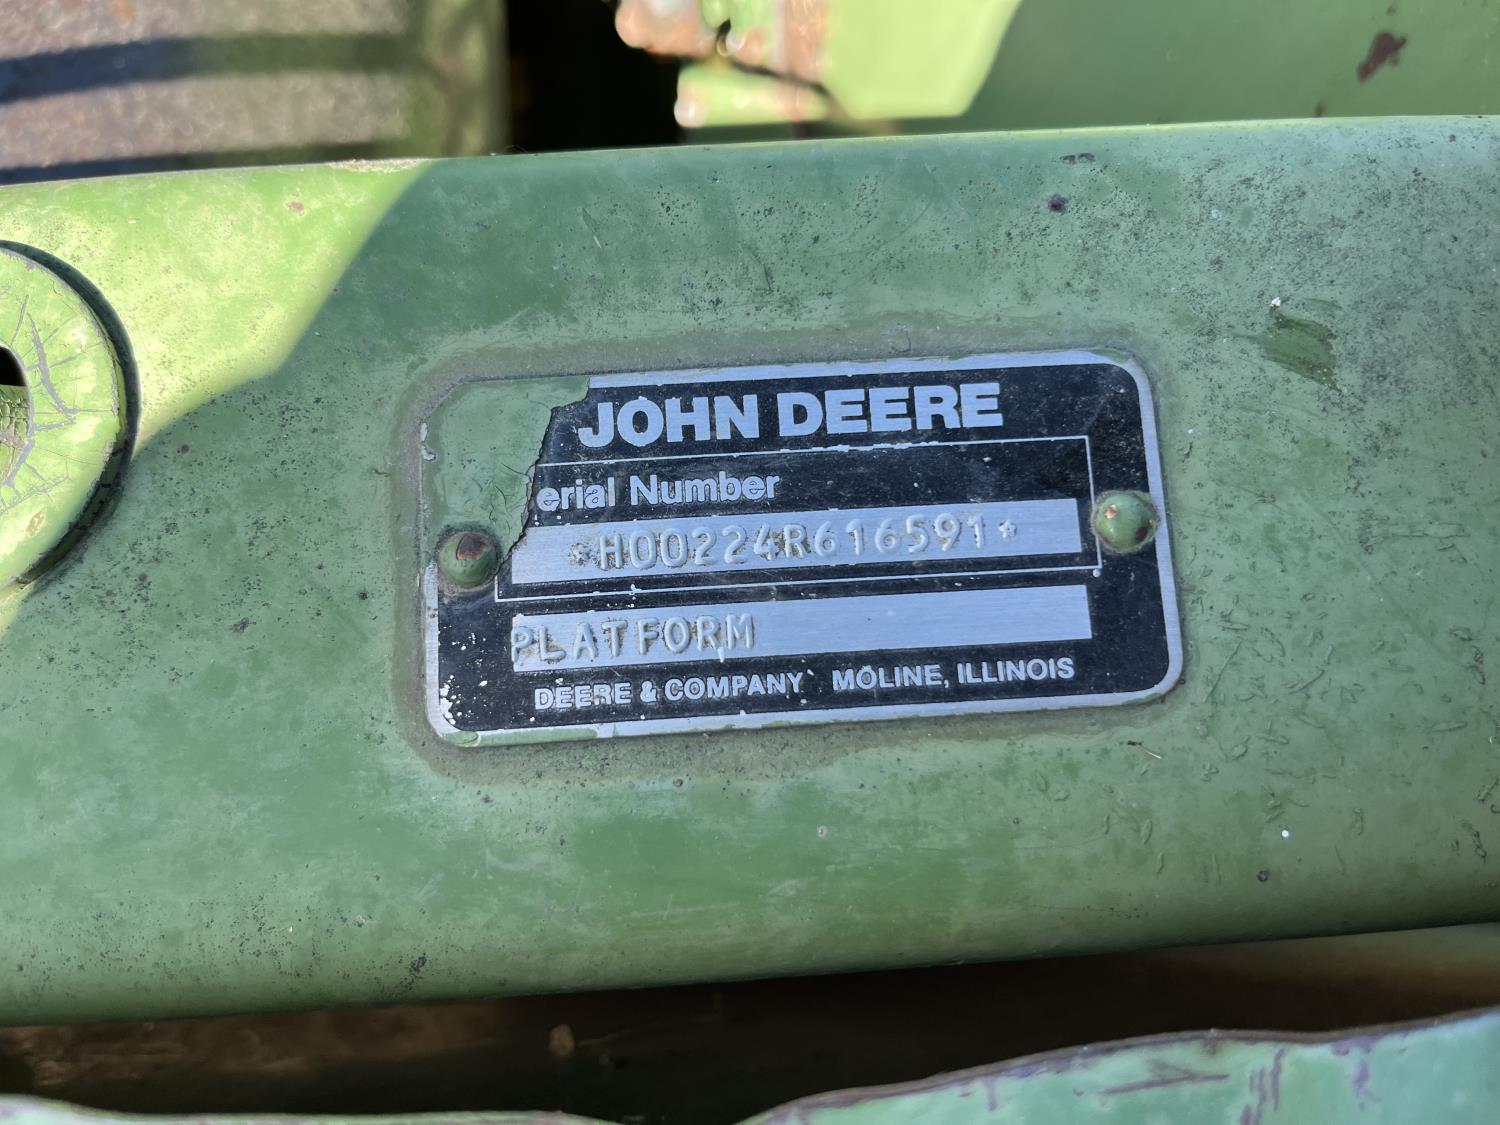 JOHN DEERE
erial Number
*H00224R616591*
PLATFORM
DEERE & COMPANY MOLINE, ILLINOIS